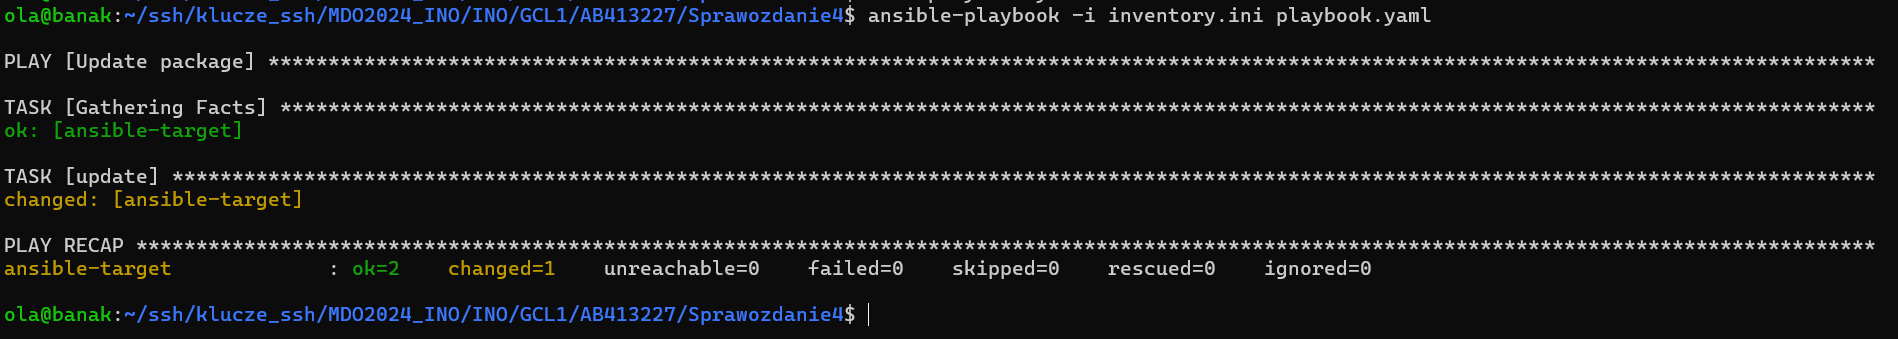 ola@banak:~/ssh/klucze_ssh/MDO2024_INO/INO/GCL1/AB413227/Sprawozdanie4$ ansible-playbook -i inventory.ini playbook.yaml
PLAY [Update package] **************************************************************************************************************************************
TASK [Gathering Facts] *************************************************************************************************************************************
ok: [ansible-target]
TASK [update] **********************************************************************************************************************************************
changed: [ansible-target]
PLAY RECAP *************************************************************************************************************************************************
ansible-target             : ok=2    changed=1    unreachable=0    failed=0    skipped=0    rescued=0    ignored=0
ola@banak:~/ssh/klucze_ssh/MDO2024_INO/INO/GCL1/AB413227/Sprawozdanie4$